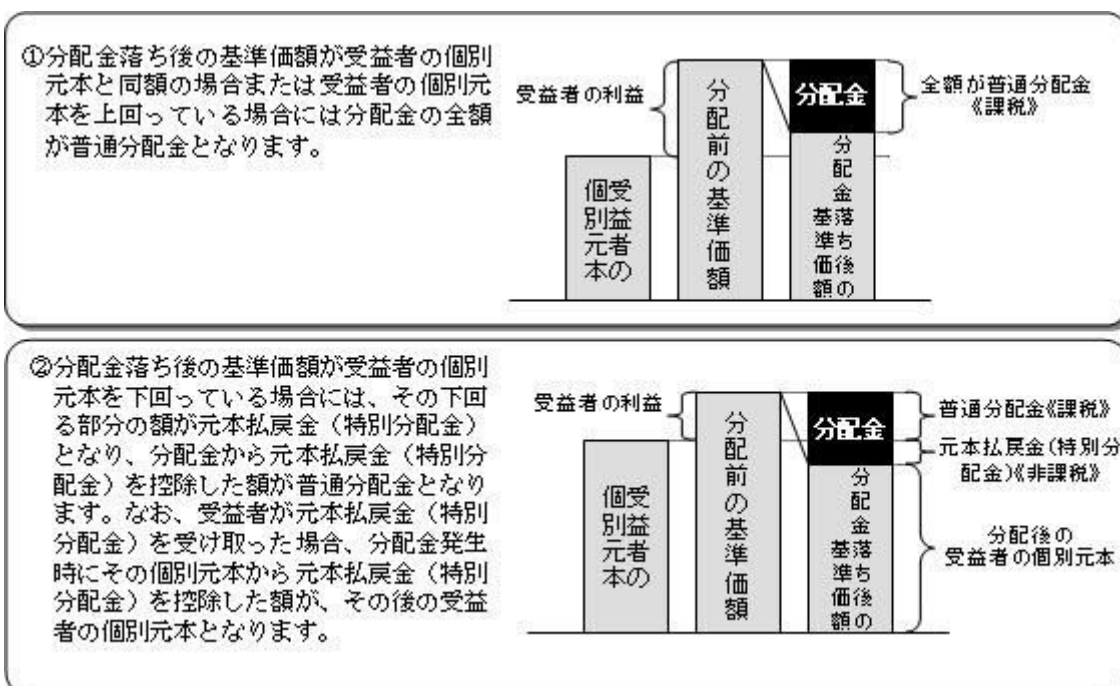 ①分配金落ち後の基準価額が受益者の個別
元本と同額の場合または受益者の個別元
本を上回っている場合には分配金の全額
が普通分配金となります。
受益者の利益
受益者の
個別元本
分配前の基準価額
分配金
分配金落ち後の
基準価額
全額が普通分配金
《課税》
②分配金落ち後の基準価額が受益者の個別
元本を下回っている場合には、その下回
る部分の額が元本払戻金（特別分配金）
となり、分配金から元本払戻金（特別分
配金）を控除した額が普通分配金となり
ます。なお、受益者が元本払戻金（特別
分配金）を受け取った場合、分配金発生
時にその個別元本から元本払戻金（特別
分配金）を控除した額が、その後の受益
者の個別元本となります。
受益者の利益
受益者の
個別元本
分配前の基準価額
分配金
分配金落ち後の
基準価額
普通分配金《課税》
元本払戻金(特別分
配金)《非課税》
分配後の
受益者の個別元本